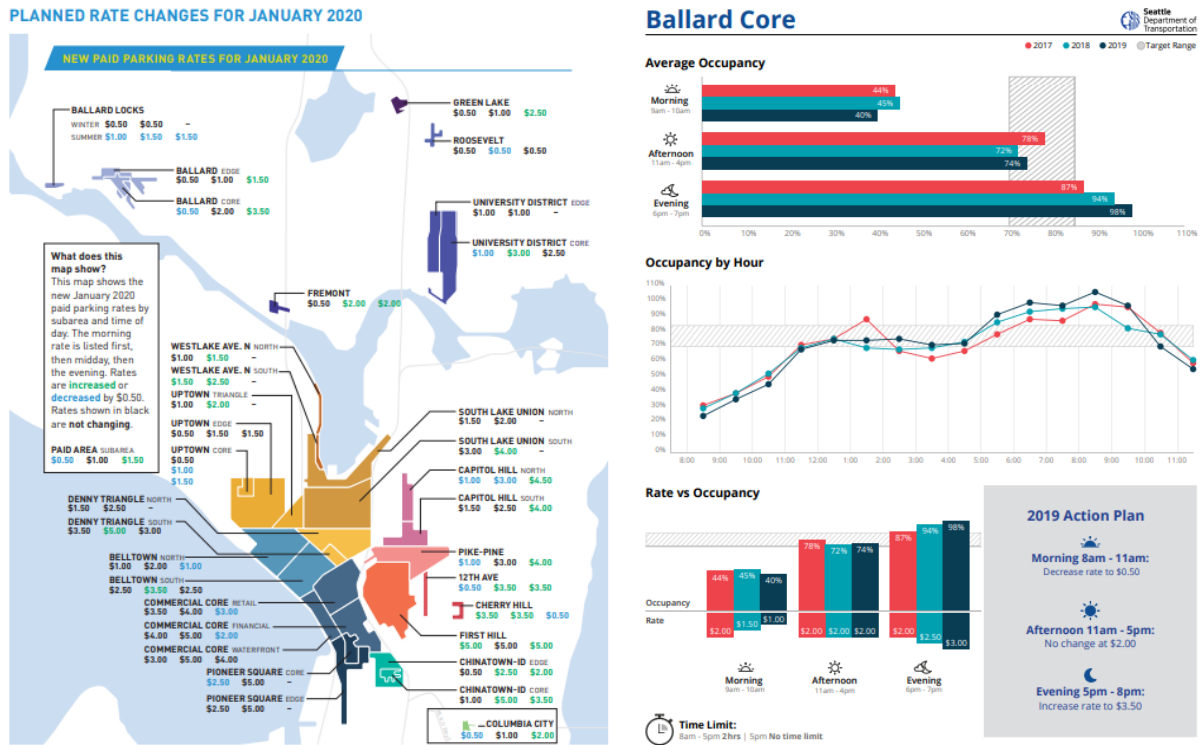 PLANNED RATE CHANGES FOR JANUARY 2020
NEW PAID PARKING RATES FOR JANUARY 2020
BALLARD LOCKS
WINTER $0.50 $0.50 –
SUMMER $1.00 $1.50 $1.50
GREEN LAKE
$0.50 $1.00 $2.50
ROOSEVELT
$0.50 $0.50 $0.50
BALLARD EDGE
$0.50 $1.00 $1.50
BALLARD CORE
$0.50 $2.00 $3.50
UNIVERSITY DISTRICT EDGE
$1.00 $1.00 –
UNIVERSITY DISTRICT CORE
$1.00 $3.00 $2.50
What does this
map show?
This map shows the
new January 2020
paid parking rates by
subarea and time of
day. The morning
rate is listed first,
then midday, then
the evening. Rates
are increased or
decreased by $0.50.
Rates shown in black
are not changing.
PAID AREA SUBAREA
$0.50 $1.00 $1.50
FREMONT
$0.50 $2.00 $2.00
WESTLAKE AVE. N NORTH
$1.00 $1.50 –
WESTLAKE AVE. N SOUTH
$1.50 $2.50 –
UPTOWN TRIANGLE
$1.00 $2.00 –
UPTOWN EDGE
$0.50 $1.50 $1.50
UPTOWN CORE
$0.50
$1.00
$1.50
DENNY TRIANGLE NORTH
$1.50 $2.50 –
DENNY TRIANGLE SOUTH
$3.50 $5.00 $3.00
BELLTOWN NORTH
$1.00 $2.00 $1.00
BELLTOWN SOUTH
$2.50 $3.50 $2.50
COMMERCIAL CORE RETAIL
$3.50 $4.00 $3.00
COMMERCIAL CORE FINANCIAL
$4.00 $5.00 $2.00
COMMERCIAL CORE WATERFRONT
$3.00 $5.00 $4.00
PIONEER SQUARE CORE
$2.50 $5.00 –
PIONEER SQUARE EDGE
$2.50 $5.00 –
SOUTH LAKE UNION NORTH
$1.50 $2.00 –
SOUTH LAKE UNION SOUTH
$3.00 $4.00 –
CAPITOL HILL NORTH
$1.00 $3.00 $4.50
CAPITOL HILL SOUTH
$1.50 $2.50 $4.00
PIKE-PINE
$1.00 $3.00 $4.00
12TH AVE
$0.50 $3.50 $3.50
CHERRY HILL
$3.50 $3.50 $0.50
FIRST HILL
$5.00 $5.00 $5.00
CHINATOWN-ID EDGE
$0.50 $2.50 $2.00
CHINATOWN-ID CORE
$1.00 $5.00 $3.50
COLUMBIA CITY
$0.50 $1.00 $2.00
Ballard Core
Seattle
Department of
Transportation
2017 2018 2019 Target Range
Average Occupancy
Morning
9am - 10am
44%
45%
40%
Afternoon
11am - 4pm
78%
72%
74%
Evening
6pm - 7pm
87%
94%
98%
0% 10% 20% 30% 40% 50% 60% 70% 80% 90% 100% 110%
Occupancy by Hour
110%
100%
90%
80%
70%
60%
50%
40%
30%
20%
10%
0%
8:00 9:00 10:00 11:00 12:00 1:00 2:00 3:00 4:00 5:00 6:00 7:00 8:00 9:00 10:00 11:00
Rate vs Occupancy
44% 45% 40% 78% 72% 74% 87% 94% 98%
Occupancy
Rate
$2.00 $1.50 $1.00 $2.00 $2.00 $2.00 $2.00 $2.50 $3.00
Morning
9am - 10am
Afternoon
11am - 4pm
Evening
6pm - 7pm
Time Limit:
8am - 5pm 2hrs | 5pm No time limit
2019 Action Plan
Morning 8am - 11am:
Decrease rate to $0.50
Afternoon 11am - 5pm:
No change at $2.00
Evening 5pm - 8pm:
Increase rate to $3.50